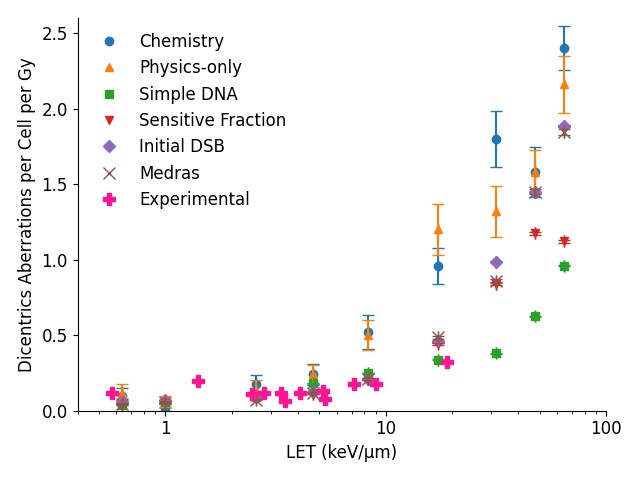 Dicentrics Aberrations per Cell per Gy
2.5
2.0
1.5
1.0
0.5
0.0
Chemistry
Physics-only
Simple DNA
Sensitive Fraction
Initial DSB
Medras
Experimental
1 10 100
LET (keV/μm)